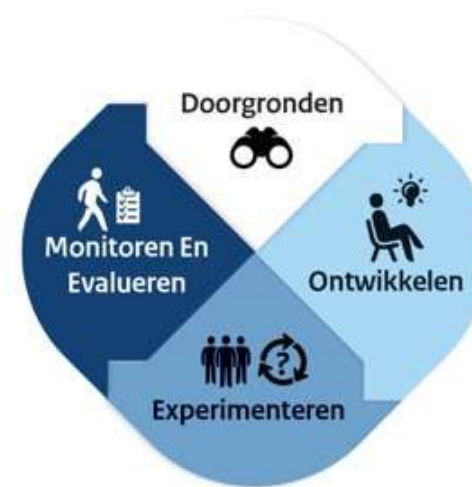 Doorgronden
Monitoren En
Evalueren
Ontwikkelen
?
Experimenteren